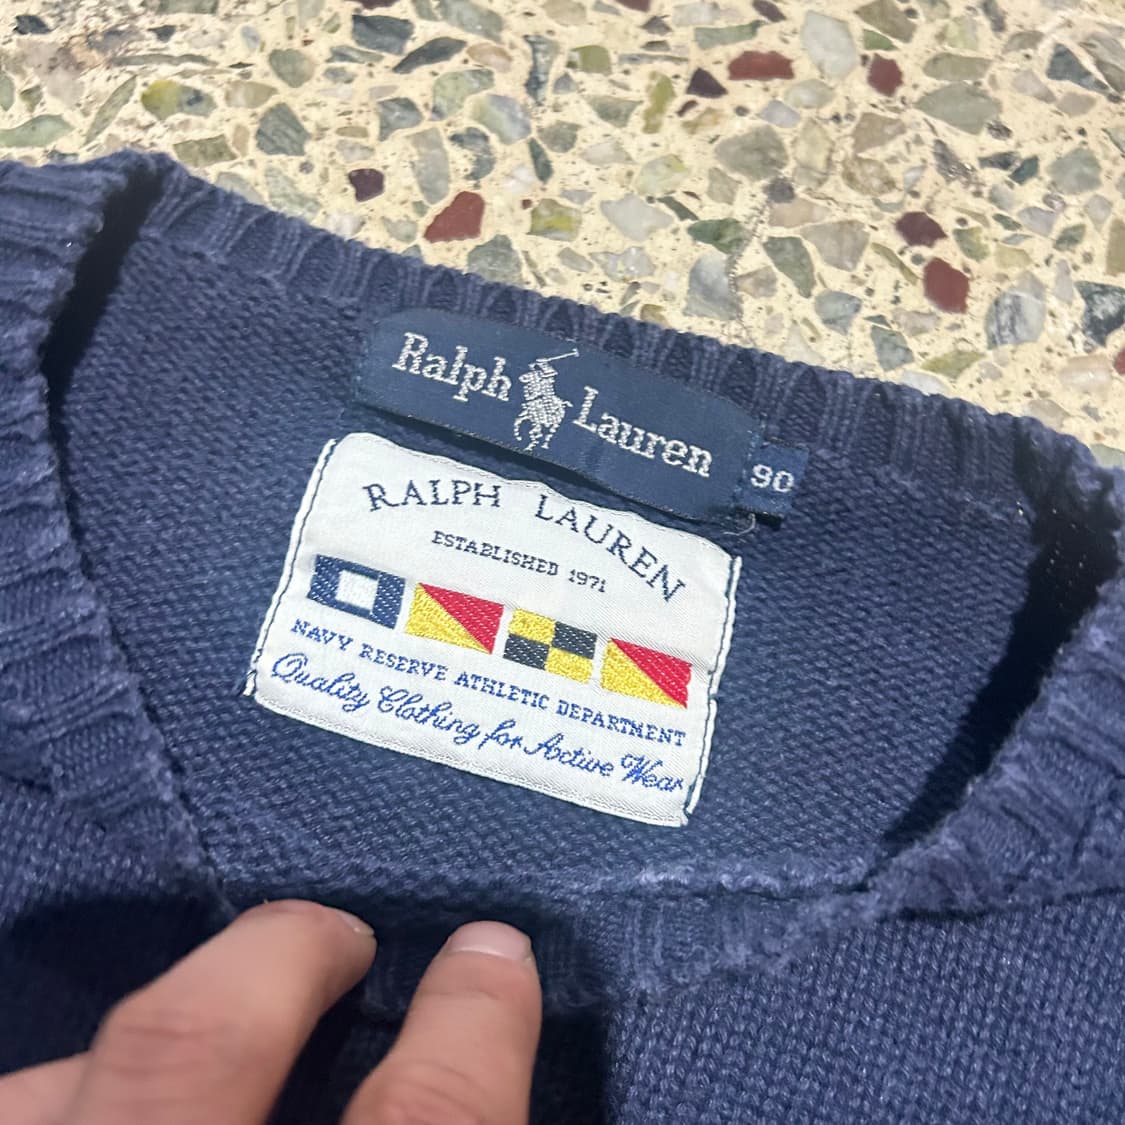 Ralph Lauren
90
RALPH LAUREN
ESTABLISHED 1971
NAVY RESERVE ATHLETIC DEPARTMENT
Quality Clothing for Active Wear